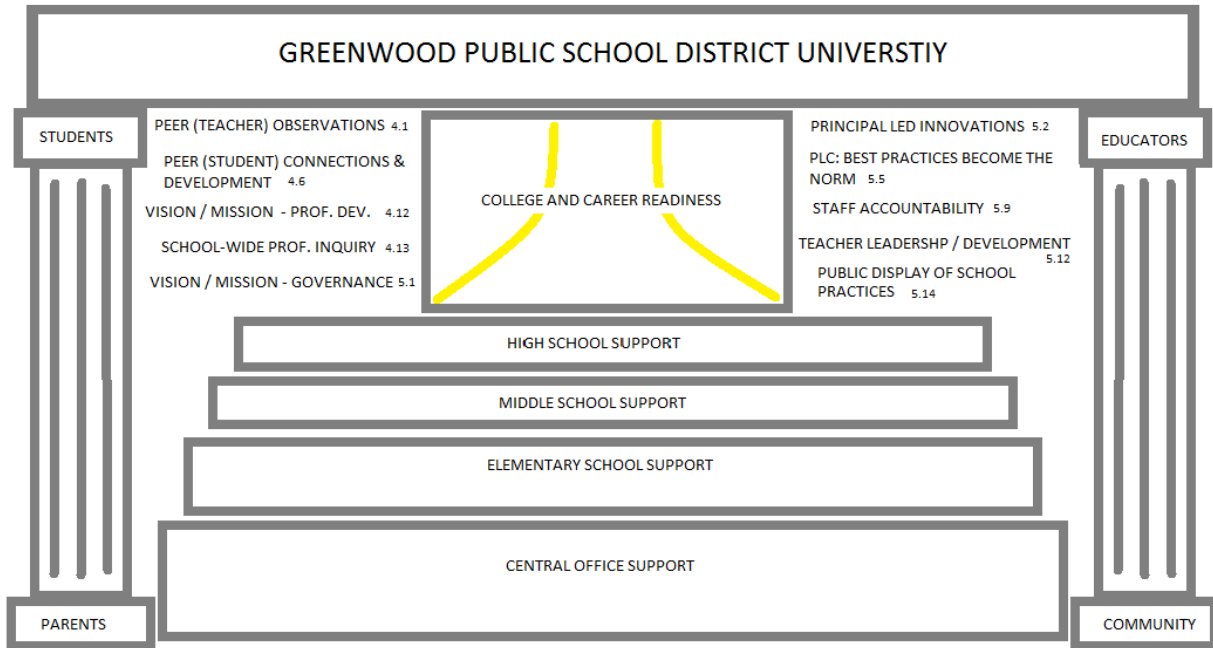 GREENWOOD PUBLIC SCHOOL DISTRICT UNIVERSTIY
STUDENTS
PEER (TEACHER) OBSERVATIONS 4.1
PEER (STUDENT) CONNECTIONS &
DEVELOPMENT 4.6
VISION / MISSION - PROF. DEV. 4.12
SCHOOL-WIDE PROF. INQUIRY 4.13
VISION / MISSION - GOVERNANCE 5.1
COLLEGE AND CAREER READINESS
PRINCIPAL LED INNOVATIONS 5.2
PLC: BEST PRACTICES BECOME THE
NORM 5.5
STAFF ACCOUNTABILITY 5.9
TEACHER LEADERSHP / DEVELOPMENT
5.12
PUBLIC DISPLAY OF SCHOOL
PRACTICES 5.14
EDUCATORS
HIGH SCHOOL SUPPORT
MIDDLE SCHOOL SUPPORT
ELEMENTARY SCHOOL SUPPORT
CENTRAL OFFICE SUPPORT
PARENTS
COMMUNITY